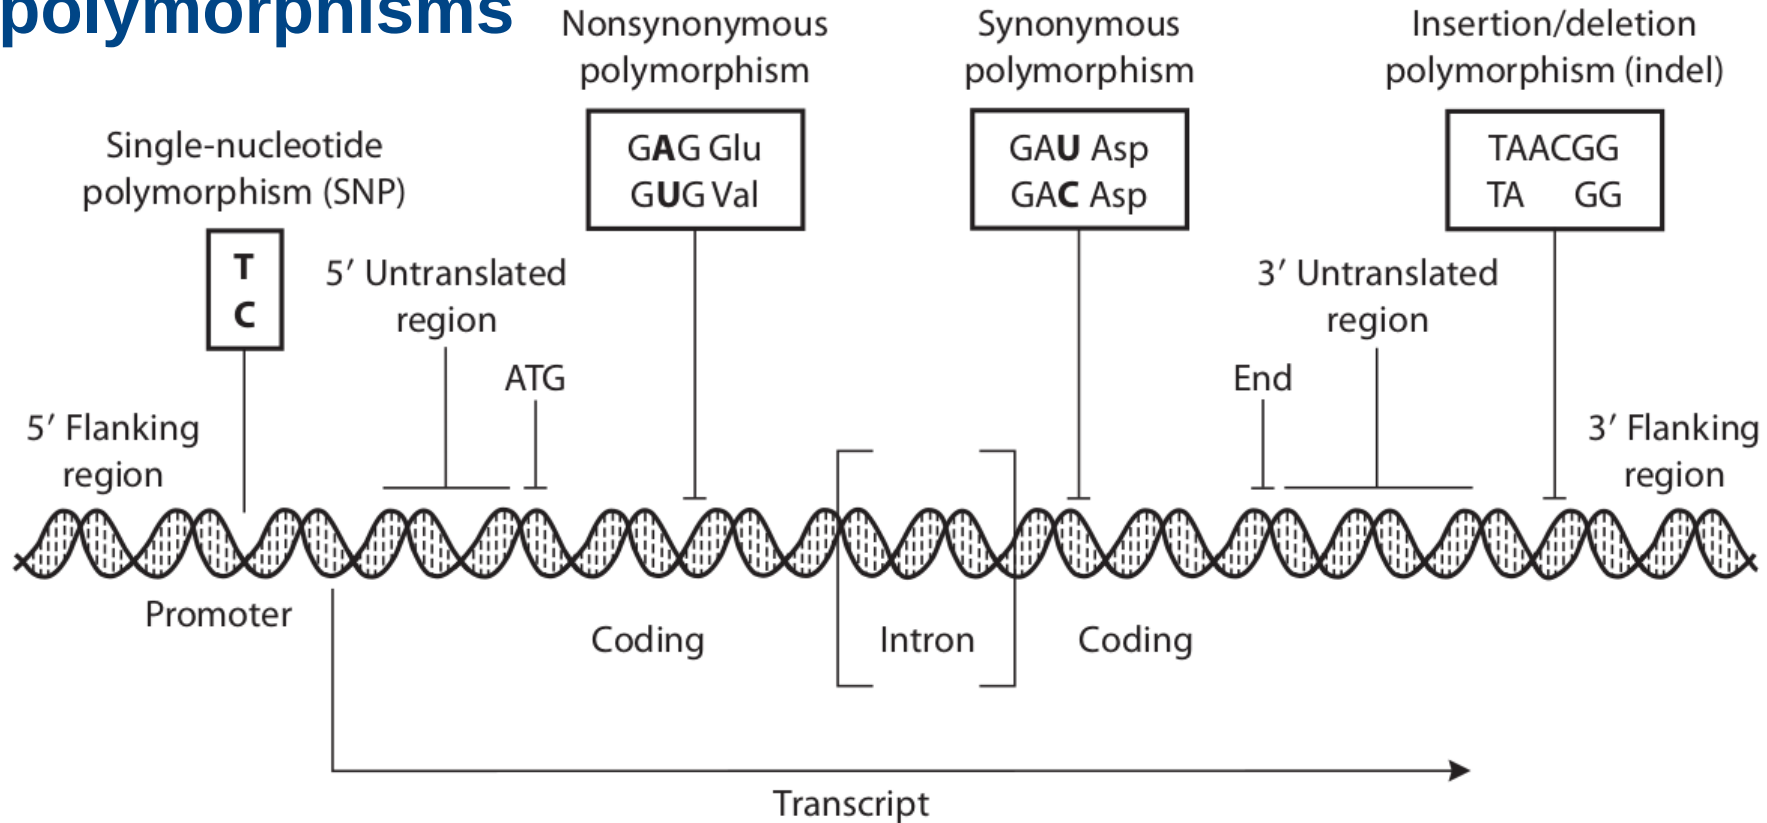 polymorphisms
Nonsynonymous
polymorphism
GAG Glu
GUG Val
Synonymous
polymorphism
GAU Asp
GAC Asp
Insertion/deletion
polymorphism (indel)
TAACGG
TA GG
Single-nucleotide
polymorphism (SNP)
T
C
5′ Untranslated
region
ATG
3′ Untranslated
region
End
5′ Flanking
region
3′ Flanking
region
Promoter
Coding
Intron
Coding
Transcript